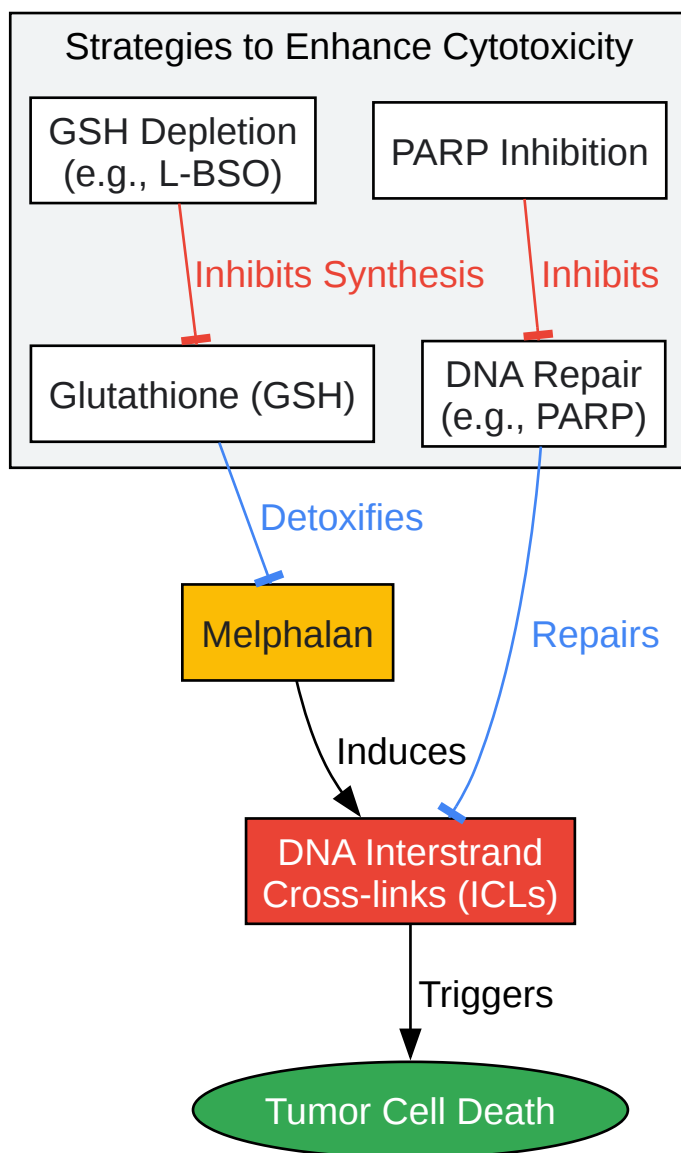 Strategies to Enhance Cytotoxicity
GSH Depletion
(e.g., L-BSO)
PARP Inhibition
Inhibits Synthesis
Inhibits
Glutathione (GSH)
DNA Repair
(e.g., PARP)
Detoxifies
Melphalan
Repairs
Induces
DNA Interstrand
Cross-links (ICLs)
Triggers
Tumor Cell Death